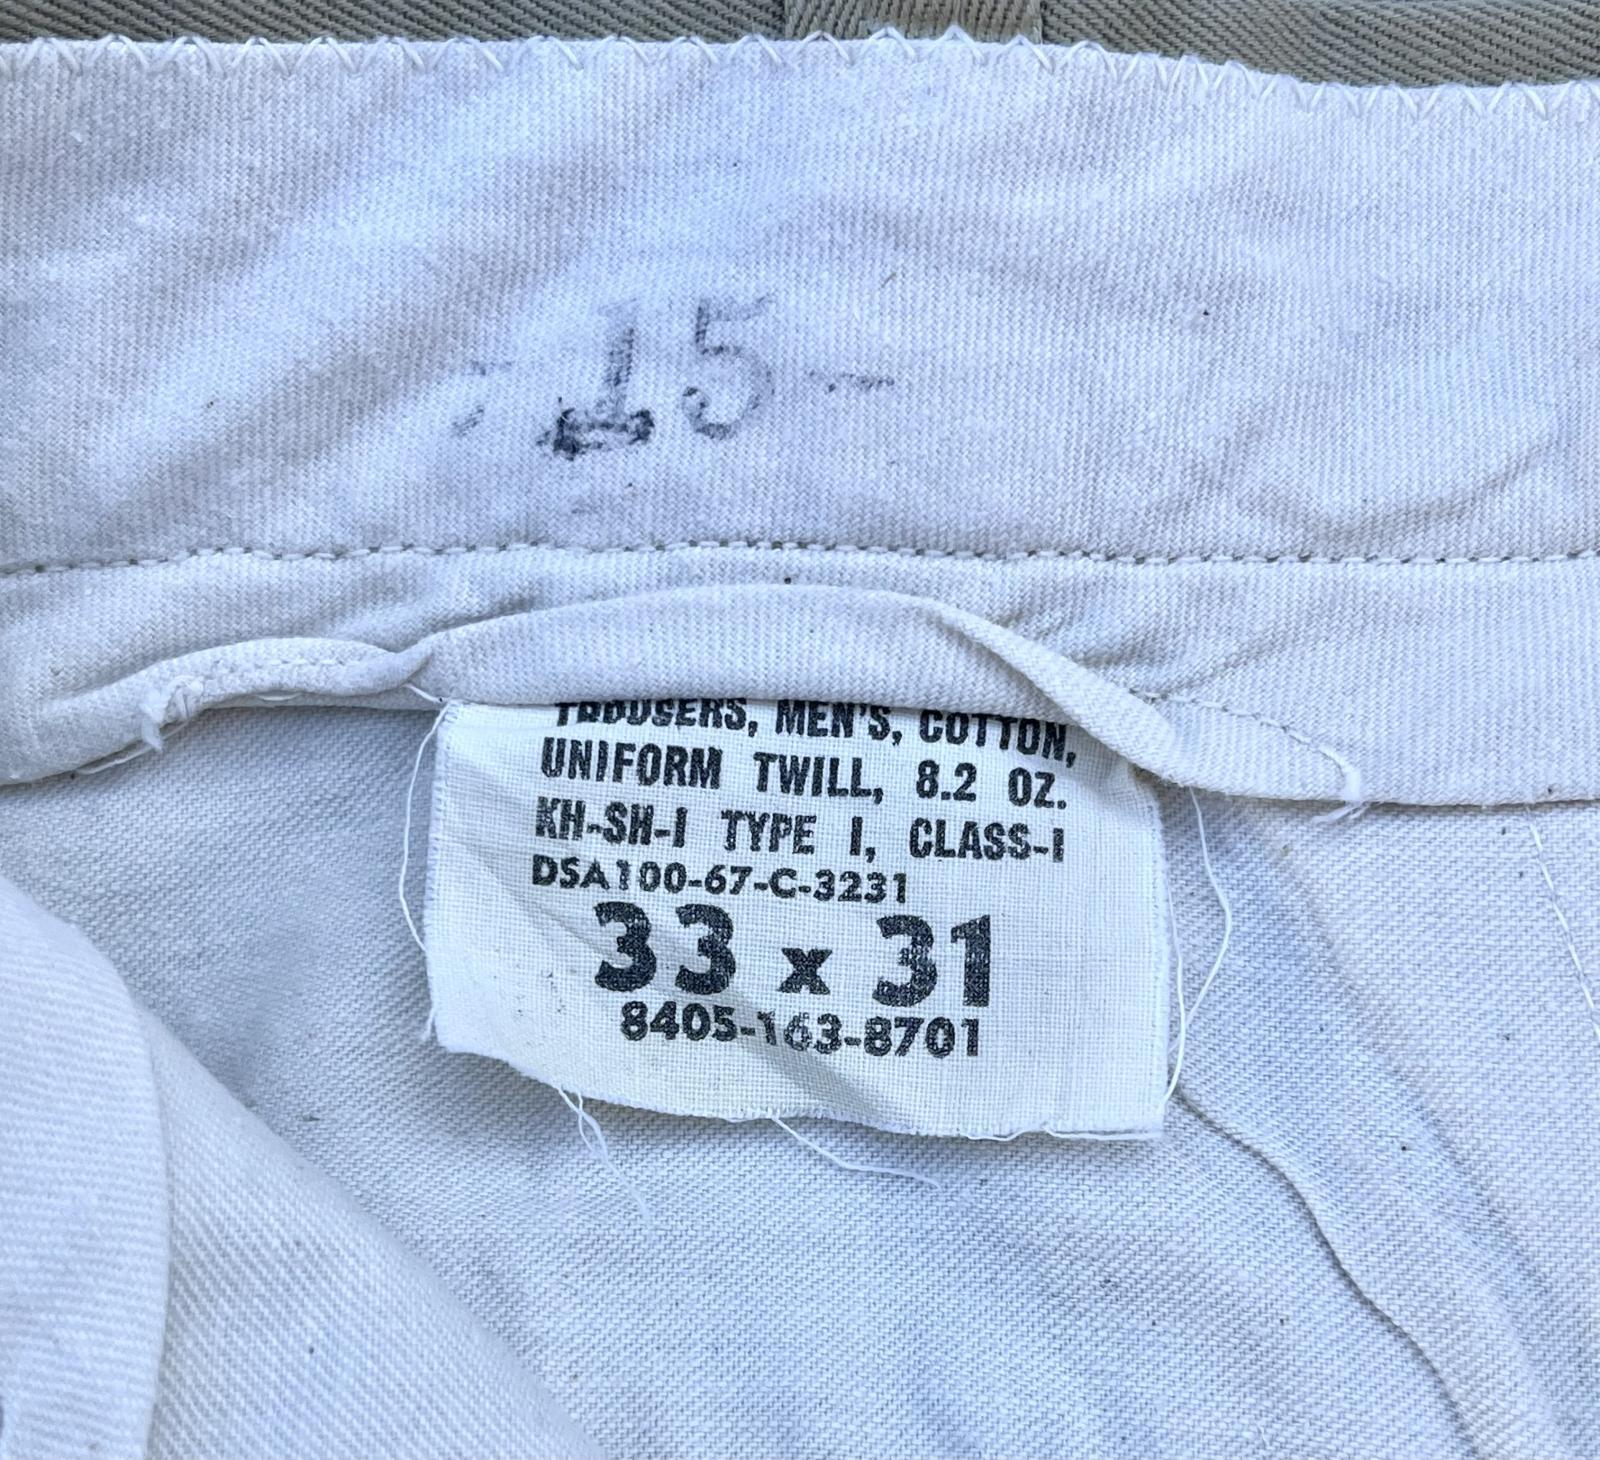 -15-
TROUSERS, MEN'S, COTTON,
UNIFORM TWILL, 8.2 OZ.
KH-SH-I TYPE I, CLASS-I
DSA100-67-C-3231
33 x 31
8405-163-8701